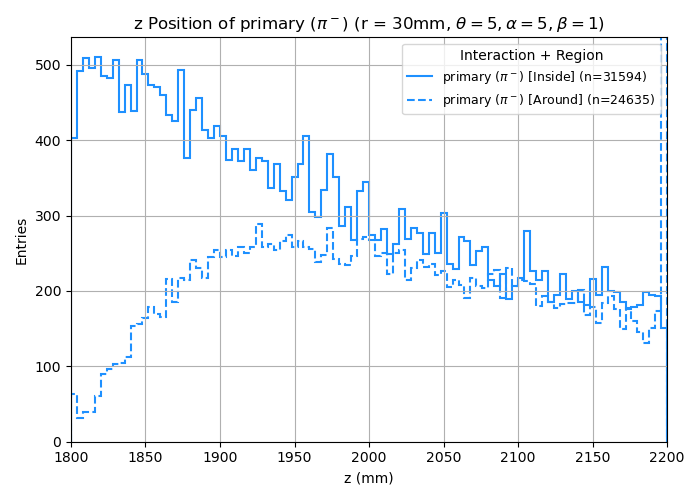 z Position of primary (π⁻) (r = 30mm, θ = 5, α = 5, β = 1)
Interaction + Region
primary (π⁻) [Inside] (n=31594)
primary (π⁻) [Around] (n=24635)
Entries
500
400
300
200
100
0
1800 1850 1900 1950 2000 2050 2100 2150 2200
z (mm)